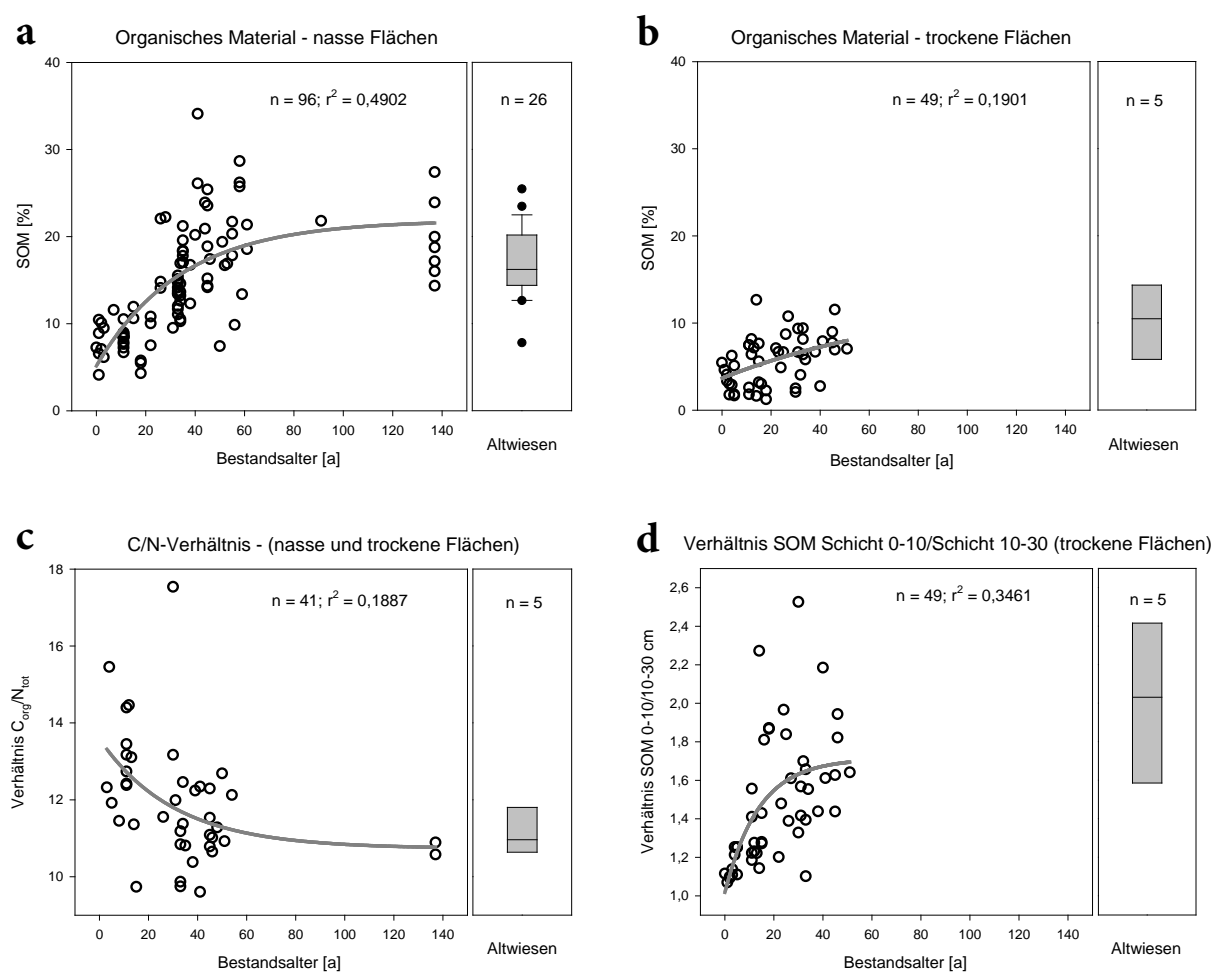 a
Organisches Material - nasse Flächen
40
30
20
10
0
SOM [%]
n = 96; r² = 0,4902
n = 26
0 20 40 60 80 100 120 140
Bestandsalter [a]
Altwiesen
b
Organisches Material - trockene Flächen
40
30
20
10
0
SOM [%]
n = 49; r² = 0,1901
n = 5
0 20 40 60 80 100 120 140
Bestandsalter [a]
Altwiesen
c
C/N-Verhältnis - (nasse und trockene Flächen)
18
16
14
12
10
Verhältnis Corg/Ntot
n = 41; r² = 0,1887
n = 5
0 20 40 60 80 100 120 140
Bestandsalter [a]
Altwiesen
d
Verhältnis SOM Schicht 0-10/Schicht 10-30 (trockene Flächen)
2,6
2,4
2,2
2,0
1,8
1,6
1,4
1,2
1,0
Verhältnis SOM 0-10/10-30 cm
n = 49; r² = 0,3461
n = 5
0 20 40 60 80 100 120 140
Bestandsalter [a]
Altwiesen